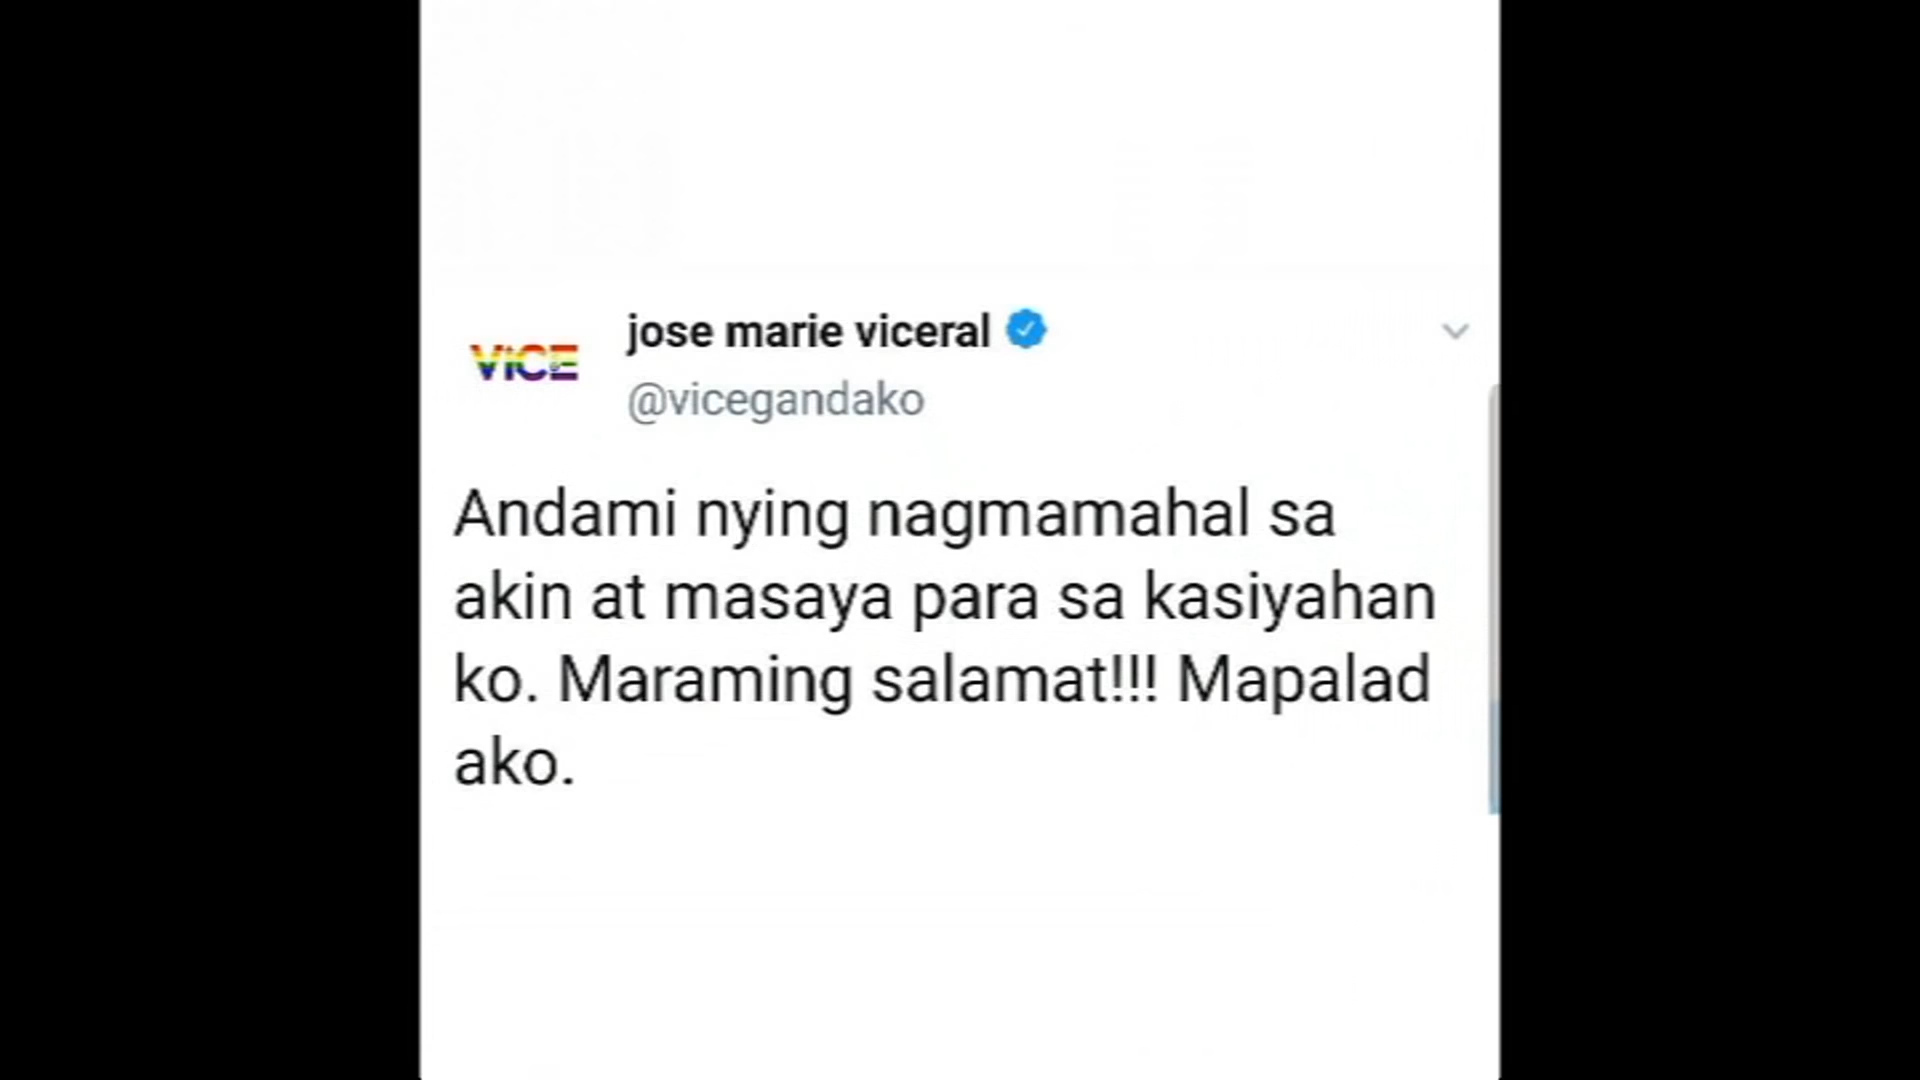 ViCE
jose marie viceral
@vicegandako
Andami nying nagmamahal sa
akin at masaya para sa kasiyahan
ko. Maraming salamat!!! Mapalad
ako.